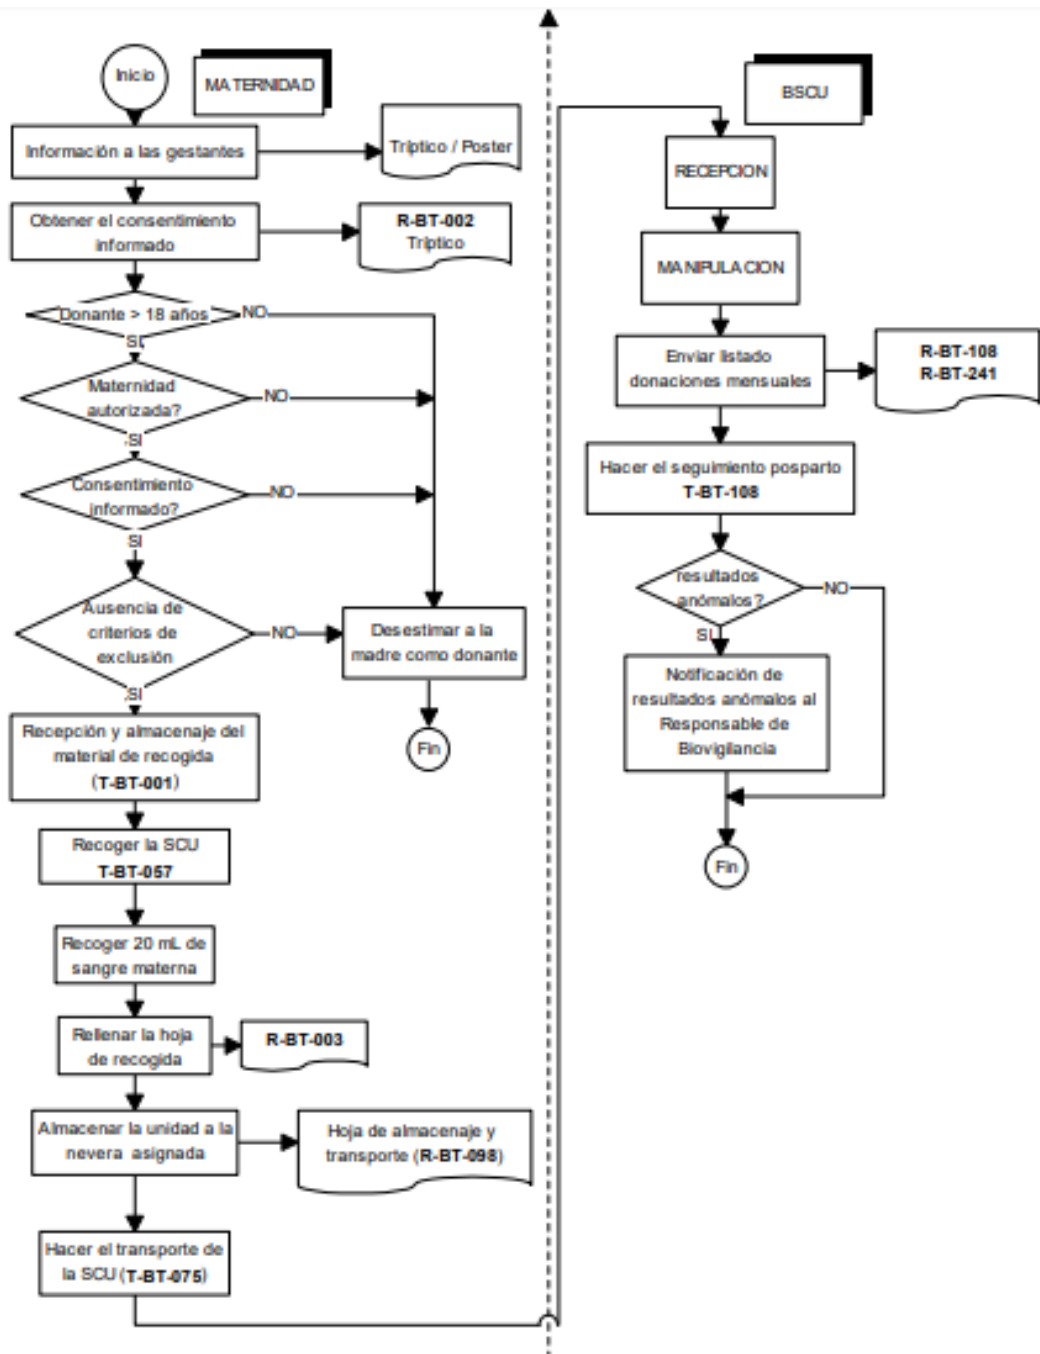 Inicio
MATERNIDAD
Información a las gestantes
Tríptico / Poster
Obtener el consentimiento
informado
R-BT-002
Tríptico
Donante > 18 años
NO
SI
Maternidad
autorizada?
NO
SI
Consentimiento
informado?
NO
SI
Ausencia de
criterios de
exclusión
NO
Desestimar a la
madre como donante
SI
Fin
Recepción y almacenaje del
material de recogida
(T-BT-001)
Recoger la SCU
T-BT-057
Recoger 20 mL de
sangre materna
Rellenar la hoja
de recogida
R-BT-003
Almacenar la unidad a la
nevera asignada
Hoja de almacenaje y
transporte (R-BT-098)
Hacer el transporte de
la SCU (T-BT-075)
BSCU
RECEPCION
MANIPULACION
Enviar listado
donaciones mensuales
R-BT-108
R-BT-241
Hacer el seguimiento posparto
T-BT-108
resultados
anómalos?
NO
SI
Notificación de
resultados anómalos al
Responsable de
Biovigilancia
Fin